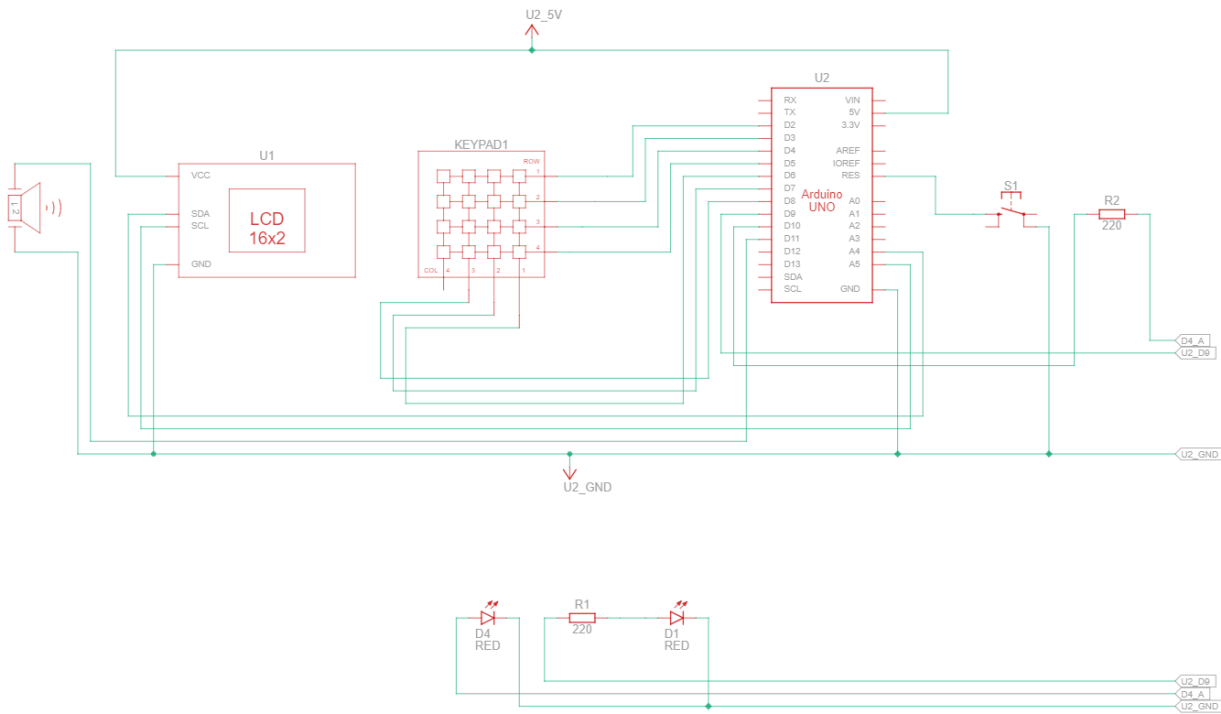 U2_5V
U2
RX
VIN
TX
5V
D2
3.3V
D3
D4
AREF
D5
IOREF
D6
RES
D7
D8
A0
D9
A1
D10
A2
D11
A3
D12
A4
D13
A5
SDA
SCL
GND
Arduino
UNO
KEYPAD1
ROW
1
2
3
4
COL
4
3
2
1
U1
VCC
SDA
SCL
GND
LCD
16x2
1
2
S1
R2
220
D4_A
U2_D9
U2_GND
U2_GND
D4
RED
R1
220
D1
RED
U2_D9
D4_A
U2_GND